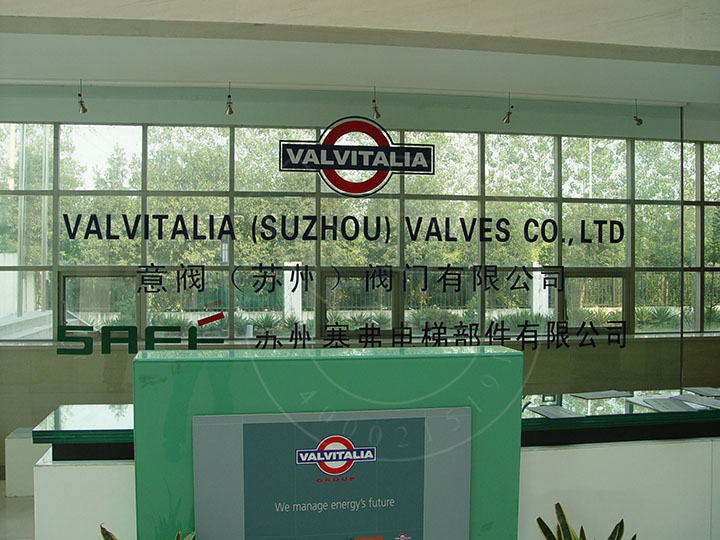 VALVITALIA
VALVITALIA (SUZHOU) VALVES CO., LTD
意阀（苏州）阀门有限公司
SAFE 苏州塞弗电梯部件有限公司
VALVITALIA
GROUP
We manage energy's future